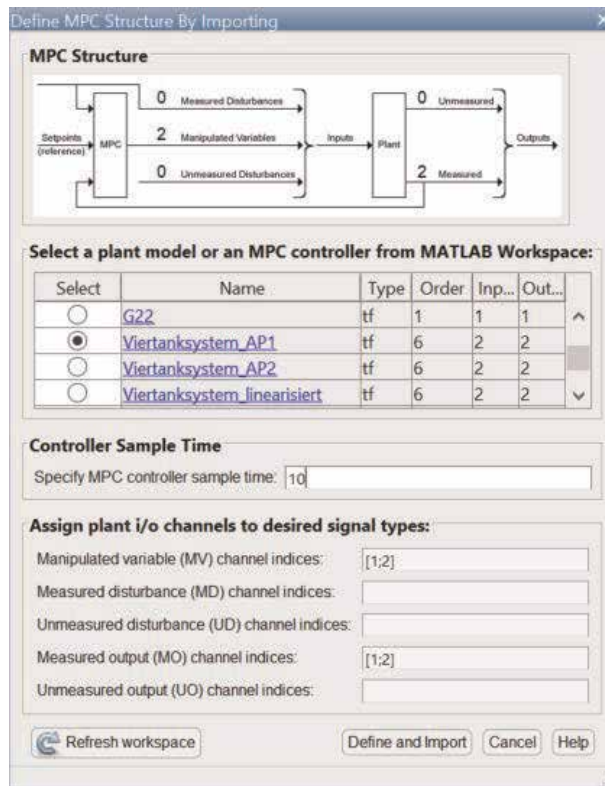 Define MPC Structure By Importing
MPC Structure
0 Measured Disturbances
0 Unmeasured
Setpoints
(reference)
MPC
2 Manipulated Variables
Inputs
Plant
Outputs
0 Unmeasured Disturbances
2 Measured
Select a plant model or an MPC controller from MATLAB Workspace:
Select Name Type Order Inp... Out...
G22 tf 1 1 1
Viertanksystem_AP1 tf 6 2 2
Viertanksystem_AP2 tf 6 2 2
Viertanksystem_linearisiert tf 6 2 2
Controller Sample Time
Specify MPC controller sample time: 10
Assign plant i/o channels to desired signal types:
Manipulated variable (MV) channel indices: [1;2]
Measured disturbance (MD) channel indices:
Unmeasured disturbance (UD) channel indices:
Measured output (MO) channel indices: [1;2]
Unmeasured output (UO) channel indices:
Refresh workspace Define and Import Cancel Help